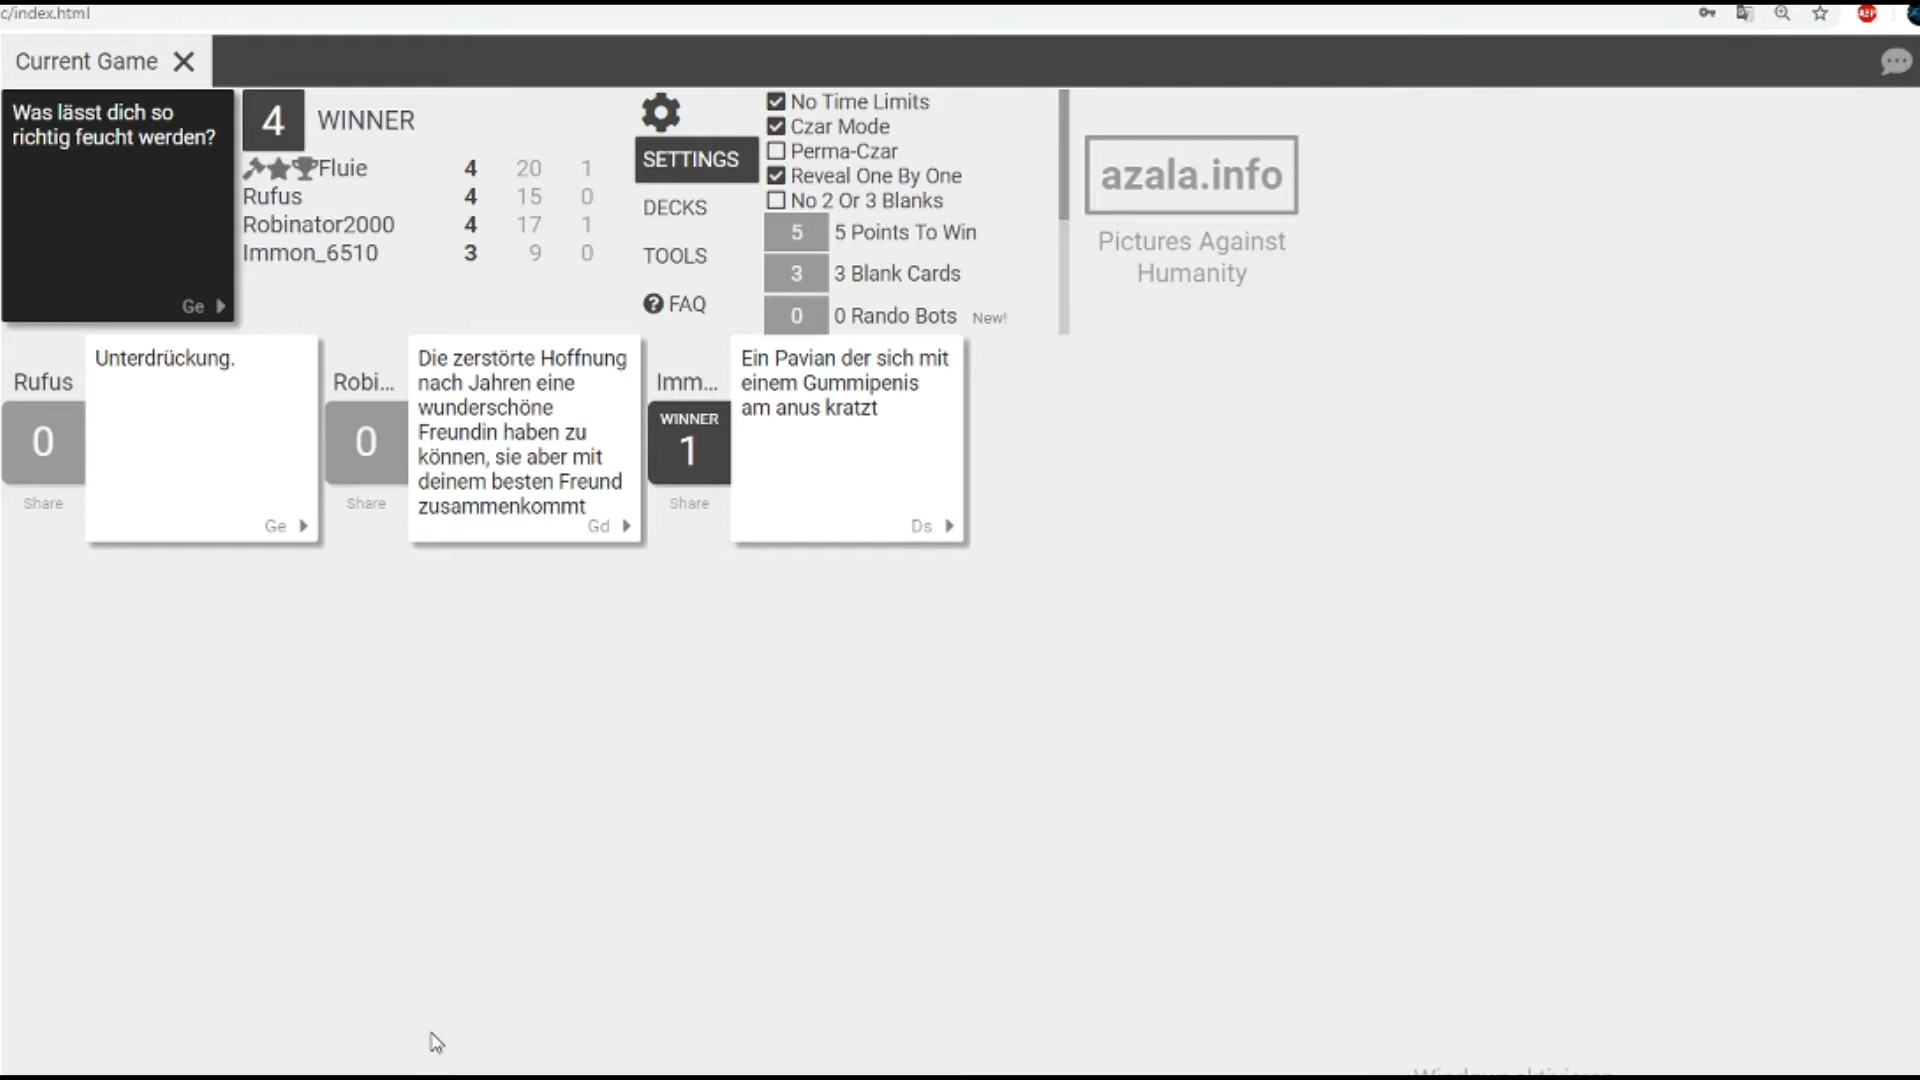 c/index.html
Current Game
Was lässt dich so
richtig feucht werden?
Ge
4 WINNER
Fluie 4 20 1
Rufus 4 15 0
Robinator2000 4 17 1
Immon_6510 3 9 0
SETTINGS
DECKS
TOOLS
? FAQ
No Time Limits
Czar Mode
Perma-Czar
Reveal One By One
No 2 Or 3 Blanks
5 5 Points To Win
3 3 Blank Cards
0 0 Rando Bots New!
azala.info
Pictures Against
Humanity
Rufus
0
Share
Unterdrückung.
Ge
Robi...
0
Share
Die zerstörte Hoffnung
nach Jahren eine
wunderschöne
Freundin haben zu
können, sie aber mit
deinem besten Freund
zusammenkommt
Gd
Imm...
WINNER
1
Share
Ein Pavian der sich mit
einem Gummipenis
am anus kratzt
Ds
ABP